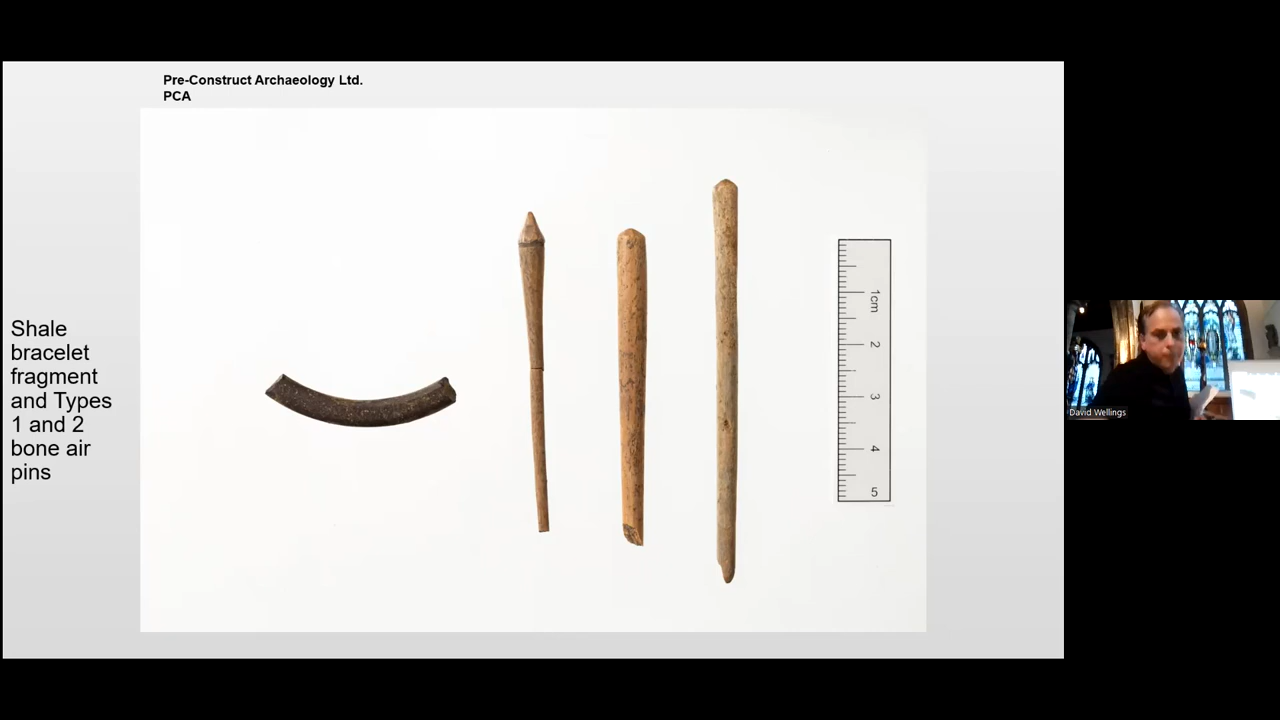 Pre-Construct Archaeology Ltd.
PCA
Shale
bracelet
fragment
and Types
1 and 2
bone air
pins
1cm
2
3
4
5
David Wellings